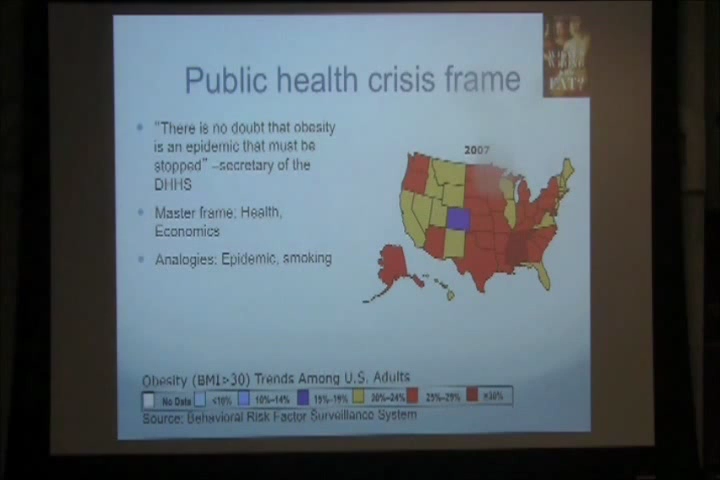 Public health crisis frame
FAT?
"There is no doubt that obesity
is an epidemic that must be
stopped" –secretary of the
DHHS
Master frame: Health,
Economics
Analogies: Epidemic, smoking
2007
Obesity (BMI>30) Trends Among U.S. Adults
No Data <10% 10%–14% 15%–19% 20%–24% 25%–29% ≥30%
Source: Behavioral Risk Factor Surveillance System